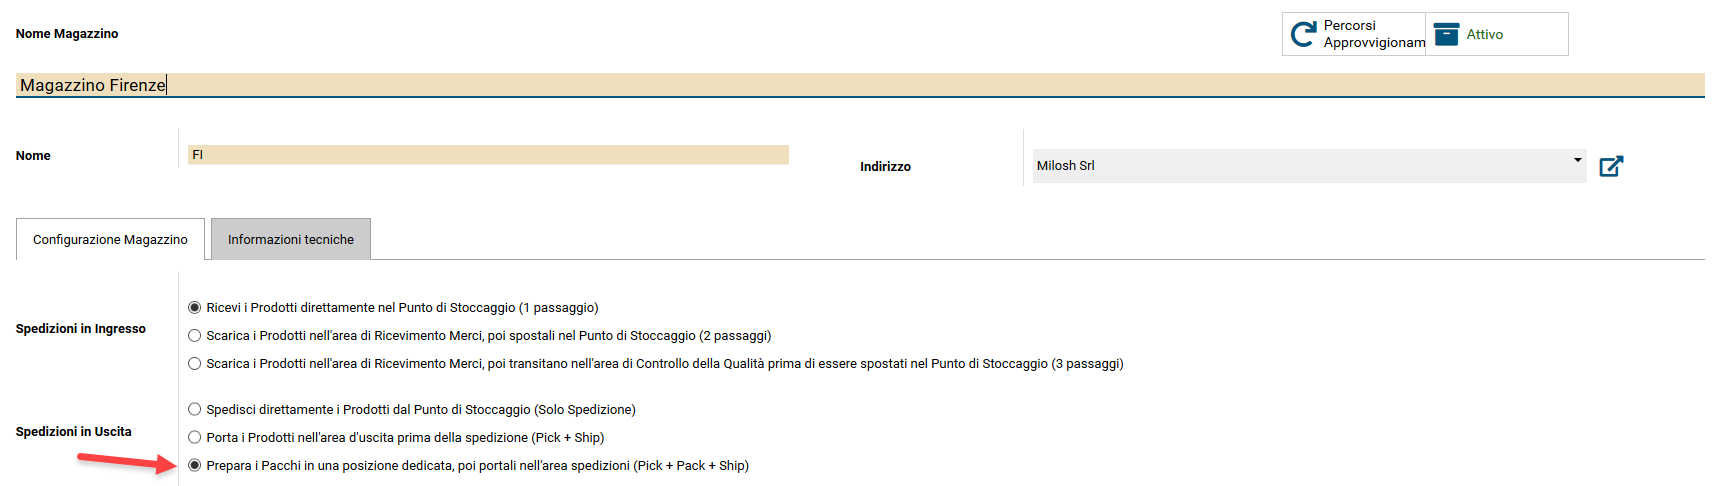 Nome Magazzino
Percorsi
Approvvigionam
Attivo
Magazzino Firenze
Nome
FI
Indirizzo
Milosh Srl
Configurazione Magazzino
Informazioni tecniche
Spedizioni in Ingresso
Ricevi i Prodotti direttamente nel Punto di Stoccaggio (1 passaggio)
Scarica i Prodotti nell'area di Ricevimento Merci, poi spostali nel Punto di Stoccaggio (2 passaggi)
Scarica i Prodotti nell'area di Ricevimento Merci, poi transitano nell'area di Controllo della Qualità prima di essere spostati nel Punto di Stoccaggio (3 passaggi)
Spedizioni in Uscita
Spedisci direttamente i Prodotti dal Punto di Stoccaggio (Solo Spedizione)
Porta i Prodotti nell'area d'uscita prima della spedizione (Pick + Ship)
Prepara i Pacchi in una posizione dedicata, poi portali nell'area spedizioni (Pick + Pack + Ship)